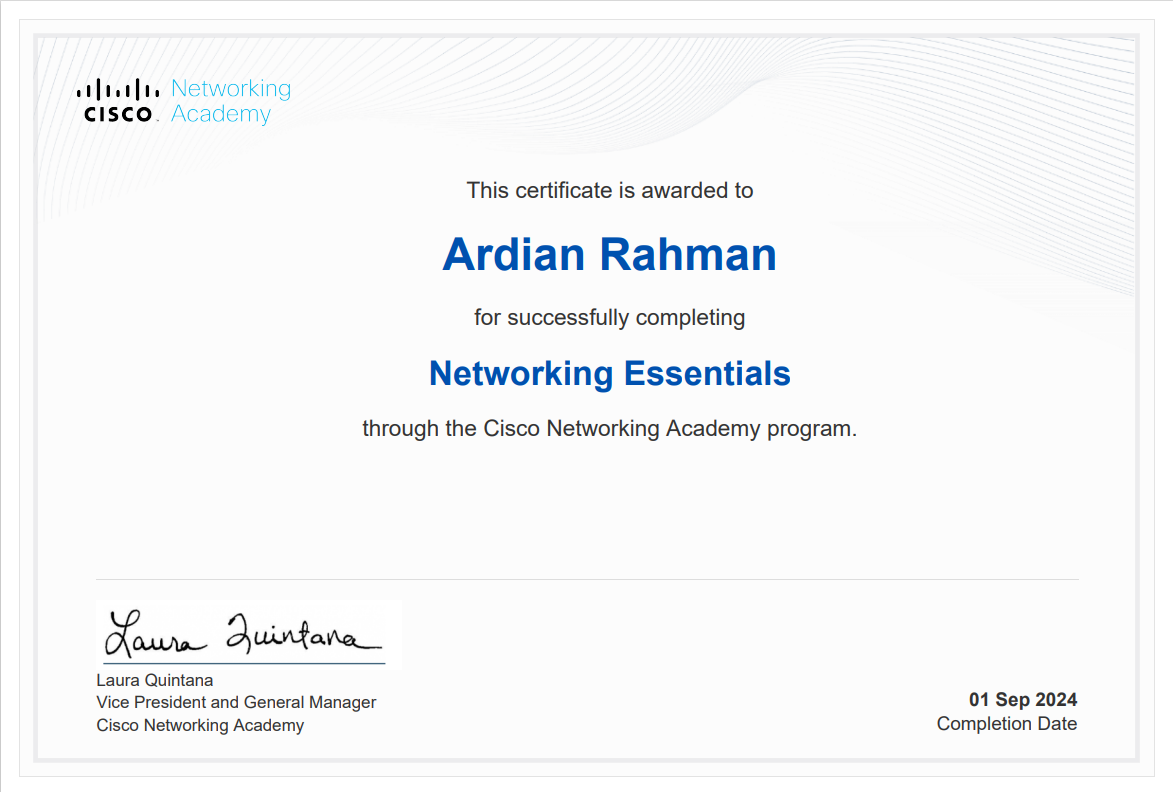 Networking
CISCO. Academy
This certificate is awarded to
Ardian Rahman
for successfully completing
Networking Essentials
through the Cisco Networking Academy program.
Laura Quintana
Laura Quintana
Vice President and General Manager
Cisco Networking Academy
01 Sep 2024
Completion Date